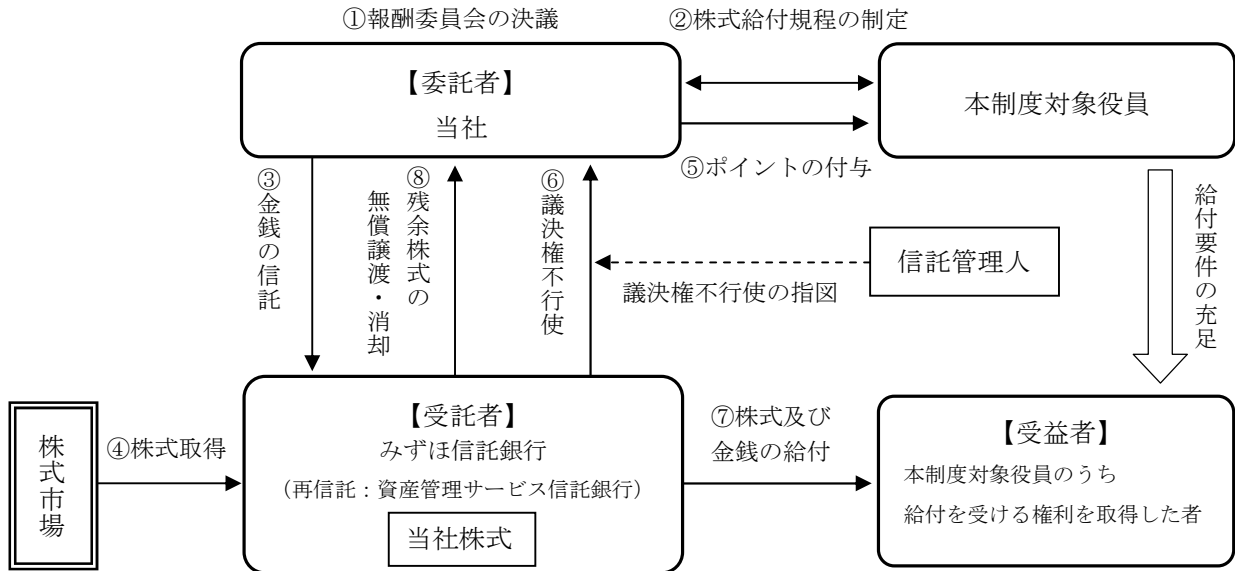 ①報酬委員会の決議
②株式給付規程の制定
【委託者】
当社
本制度対象役員
⑤ポイントの付与
③金銭の信託
⑧残余株式の
無償譲渡・消却
⑥議決権不行使
信託管理人
議決権不行使の指図
給付要件の充足
株式市場
④株式取得
【受託者】
みずほ信託銀行
(再信託：資産管理サービス信託銀行)
当社株式
⑦株式及び
金銭の給付
【受益者】
本制度対象役員のうち
給付を受ける権利を取得した者